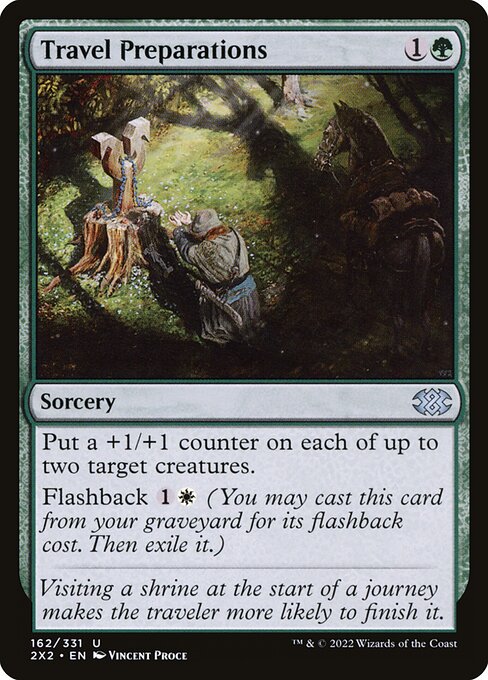 Travel Preparations 1
Sorcery
Put a +1/+1 counter on each of up to
two target creatures.
Flashback 1 (You may cast this card
from your graveyard for its flashback
cost. Then exile it.)
Visiting a shrine at the start of a journey
makes the traveler more likely to finish it.
162/331 U
2X2 • EN Vincent Proce
™ & © 2022 Wizards of the Coast